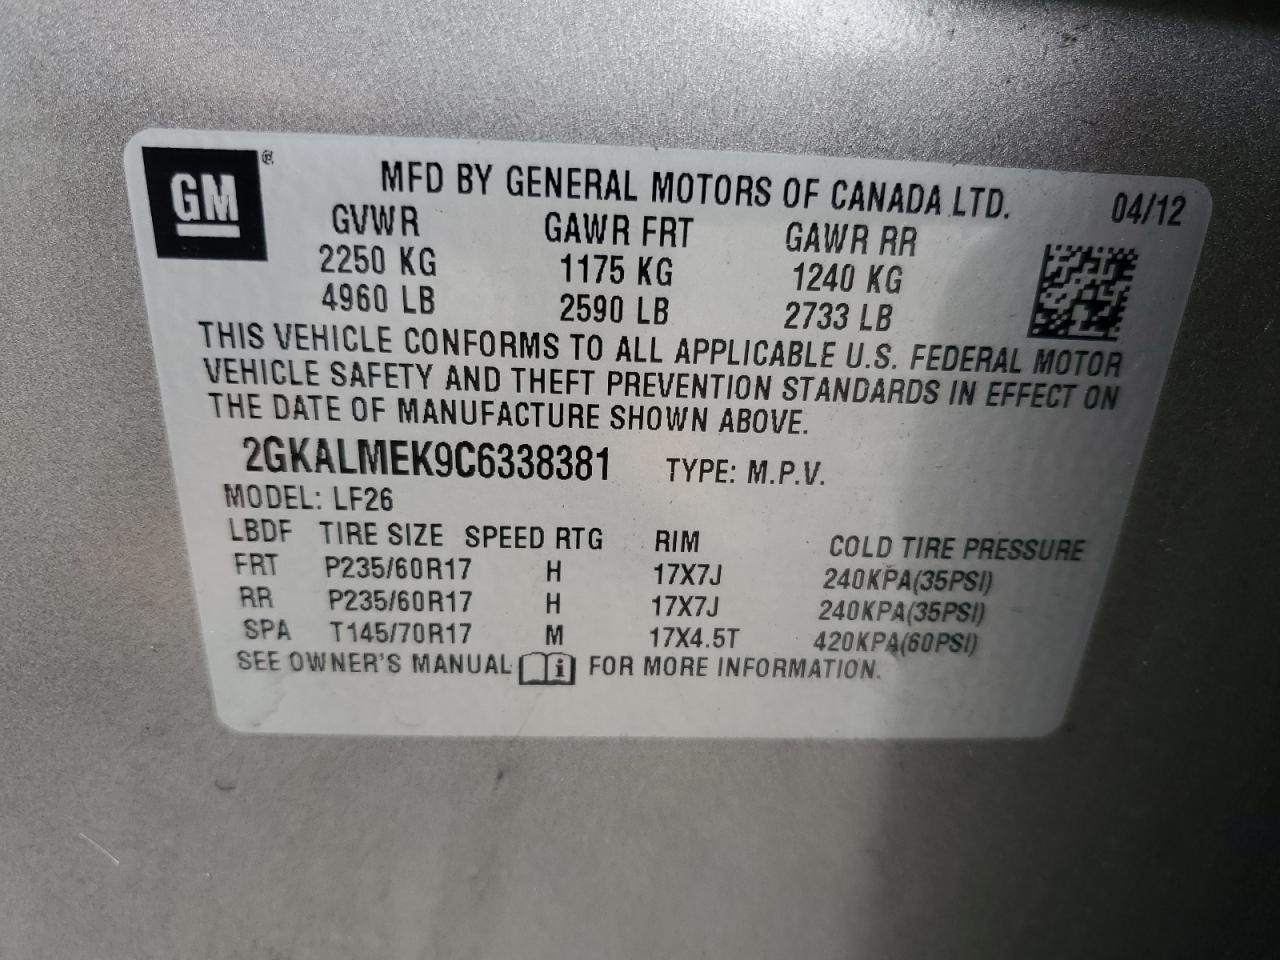 GM ®
MFD BY GENERAL MOTORS OF CANADA LTD. 04/12
GVWR GAWR FRT GAWR RR
2250 KG 1175 KG 1240 KG
4960 LB 2590 LB 2733 LB
THIS VEHICLE CONFORMS TO ALL APPLICABLE U.S. FEDERAL MOTOR
VEHICLE SAFETY AND THEFT PREVENTION STANDARDS IN EFFECT ON
THE DATE OF MANUFACTURE SHOWN ABOVE.
2GKALMEK9C6338381 TYPE: M.P.V.
MODEL: LF26
LBDF TIRE SIZE SPEED RTG RIM COLD TIRE PRESSURE
FRT P235/60R17 H 17X7J 240KPA(35PSI)
RR P235/60R17 H 17X7J 240KPA(35PSI)
SPA T145/70R17 M 17X4.5T 420KPA(60PSI)
SEE OWNER'S MANUAL i FOR MORE INFORMATION.